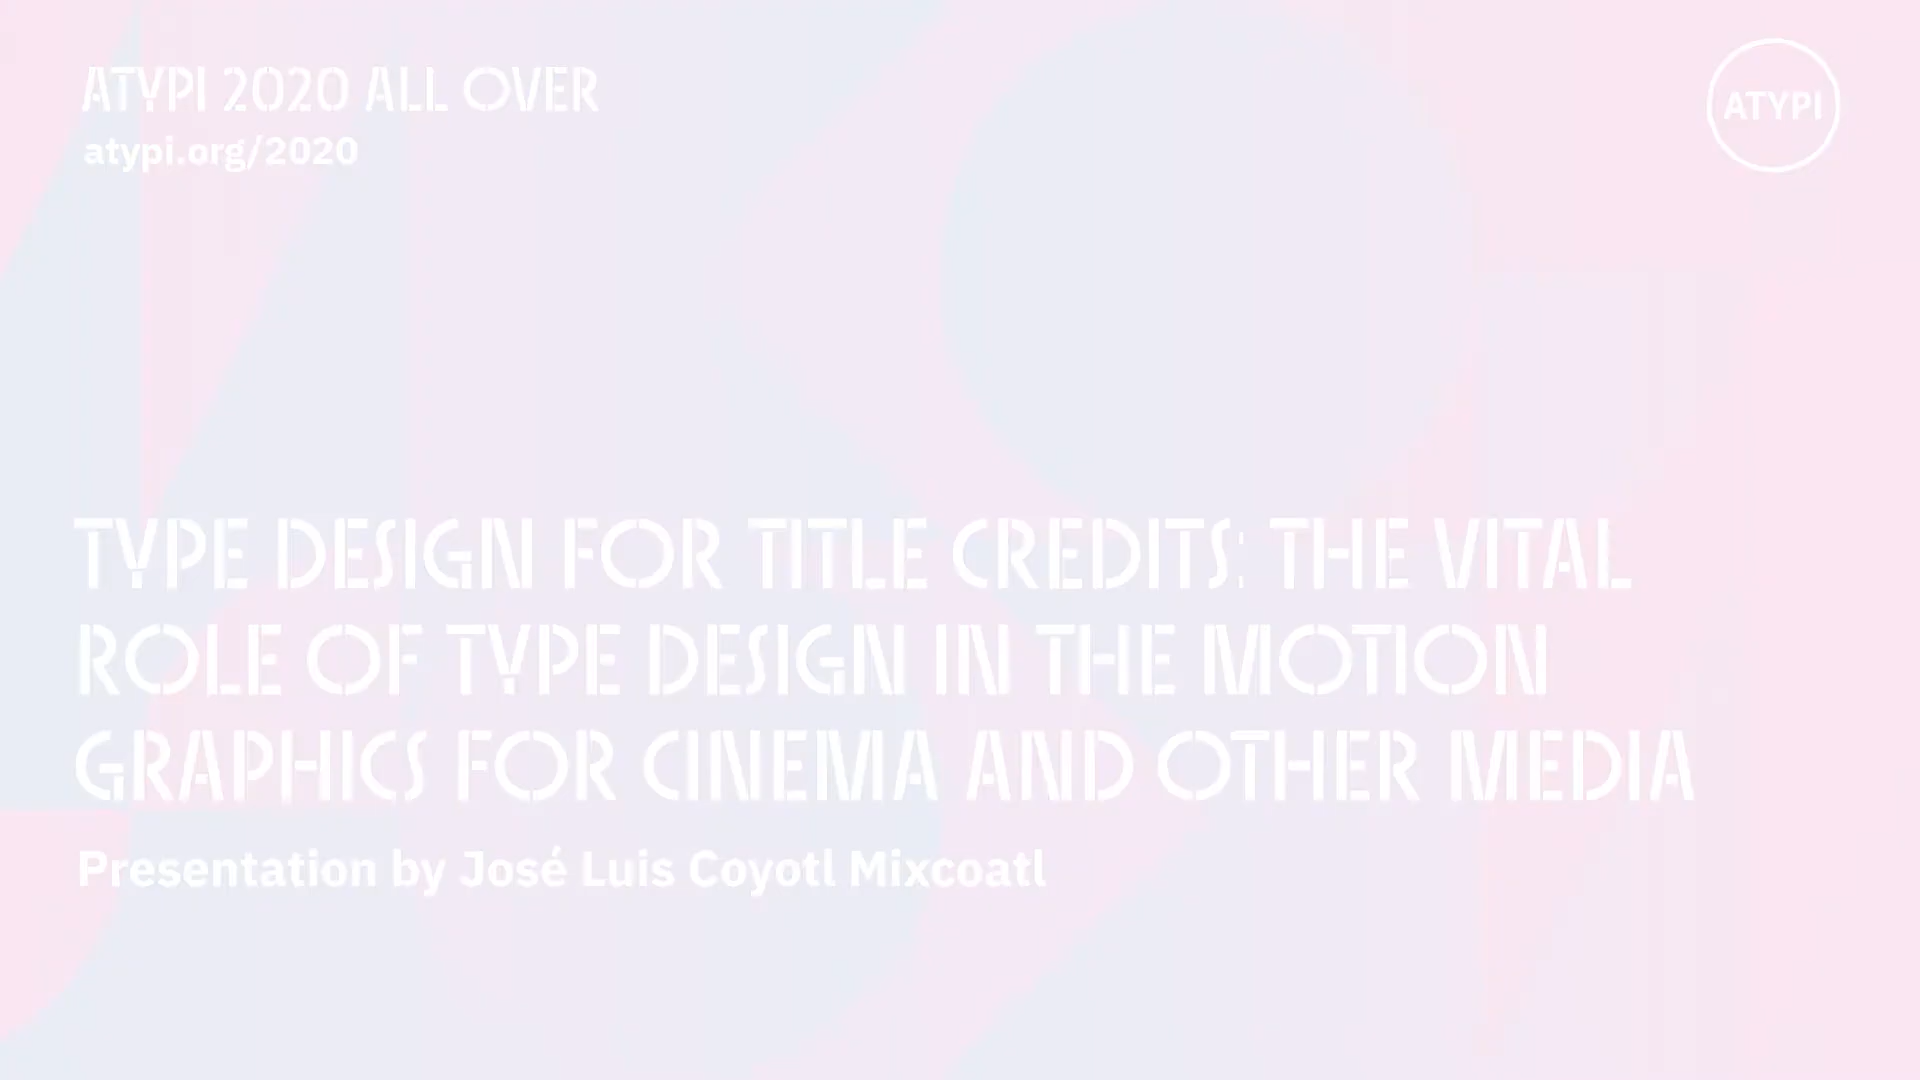 ATYPI 2020 ALL OVER
atypi.org/2020
ATYPI
TYPE DESIGN FOR TITLE CREDITS: THE VITAL
ROLE OF TYPE DESIGN IN THE MOTION
GRAPHICS FOR CINEMA AND OTHER MEDIA
Presentation by José Luis Coyotl Mixcoatl